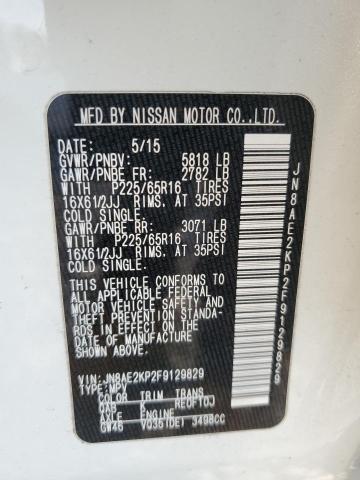 MFD BY NISSAN MOTOR CO.,LTD.
DATE: 5/15
GVWR/PNBV: 5818 LB
GAWR/PNBE FR: 2782 LB
WITH P225/65R16 TIRES
16X61/2JJ RIMS. AT 35PSI
COLD SINGLE.
GAWR/PNBE RR: 3071 LB
WITH P225/65R16 TIRES
16X61/2JJ RIMS. AT 35PSI
COLD SINGLE.
THIS VEHICLE CONFORMS
TO ALL APPLICABLE FEDERAL
MOTOR VEHICLE SAFETY AND
THEFT PREVENTION STANDA-
RDS IN EFFECT ON THE DATE
OF MANUFACTURE
SHOWN ABOVE
VIN: JN8AE2KP2F9129829
TYPE: MPV
COLOR TRIM TRANS
QAB K RE0F10J
AXLE ENGINE
GW46 VQ35(DE) 3498CC
JN8AE2KP2F9129829